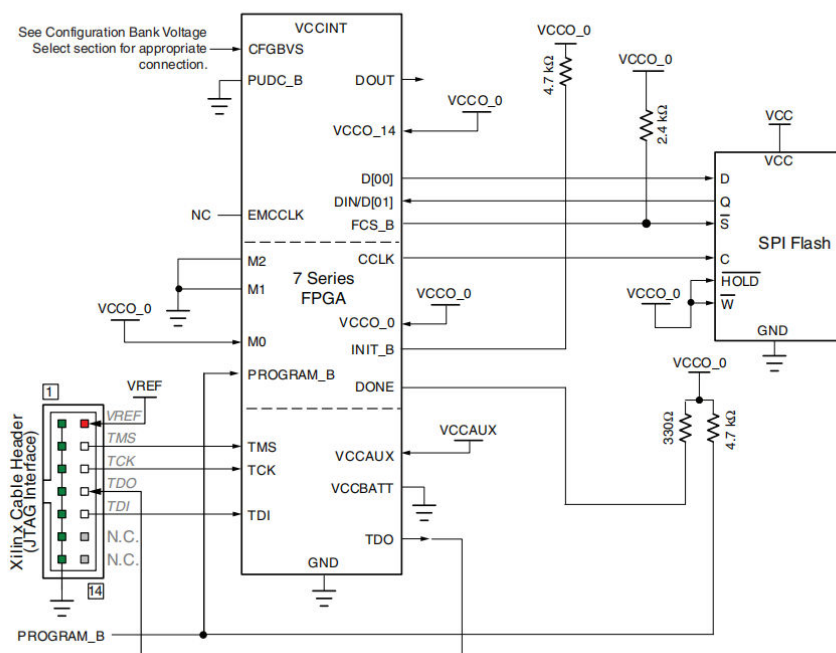 See Configuration Bank Voltage
Select section for appropriate
connection.
VCCINT
CFGBVS
PUDC_B
DOUT
VCCO_0
VCCO_14
VCCO_0
4.7 kΩ
VCCO_0
2.4 kΩ
VCC
VCC
D[00]
DIN/D[01]
FCS_B
D
Q
S
NC
EMCCLK
M2
M1
7 Series
FPGA
CCLK
C
SPI Flash
HOLD
W
VCCO_0
GND
VCCO_0
M0
VCCO_0
VCCO_0
INIT_B
PROGRAM_B
DONE
VCCO_0
330Ω
4.7 kΩ
1
VREF
VREF
TMS
TCK
TDO
TDI
N.C.
N.C.
14
Xilinx Cable Header
(JTAG Interface)
TMS
TCK
TDI
VCCAUX
VCCAUX
VCCBATT
TDO
GND
PROGRAM_B